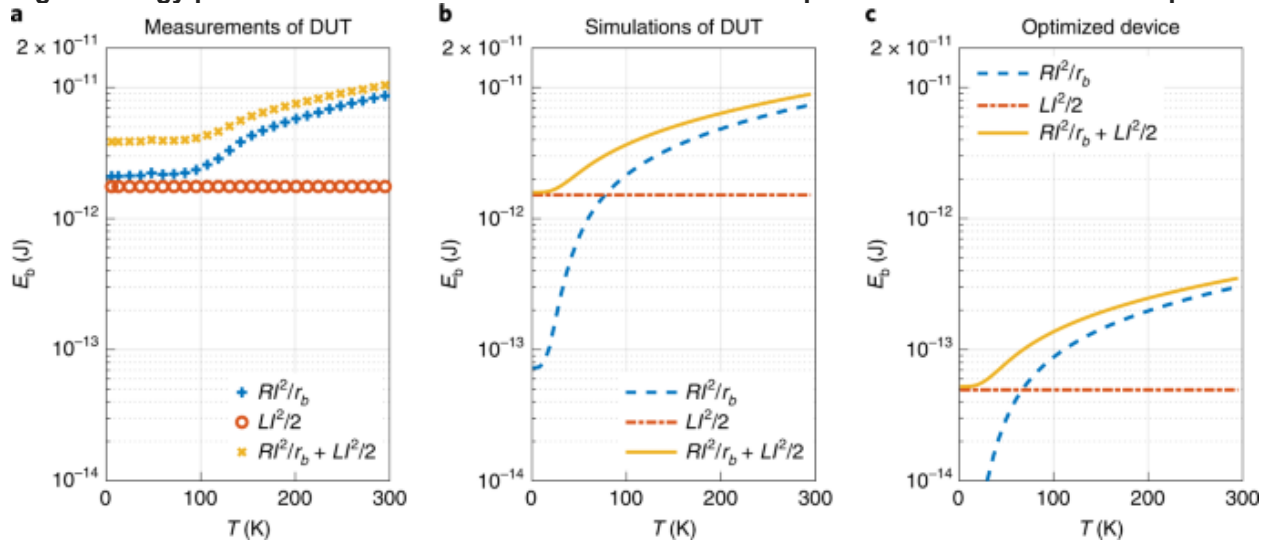 a Measurements of DUT
2 × 10⁻¹¹
10⁻¹¹
10⁻¹²
10⁻¹³
10⁻¹⁴
E_b (J)
RI²/r_b
LI²/2
RI²/r_b + LI²/2
0 100 200 300
T (K)
b Simulations of DUT
2 × 10⁻¹¹
10⁻¹¹
10⁻¹²
10⁻¹³
10⁻¹⁴
E_b (J)
RI²/r_b
LI²/2
RI²/r_b + LI²/2
0 100 200 300
T (K)
c Optimized device
2 × 10⁻¹¹
10⁻¹¹
10⁻¹²
10⁻¹³
10⁻¹⁴
E_b (J)
RI²/r_b
LI²/2
RI²/r_b + LI²/2
0 100 200 300
T (K)